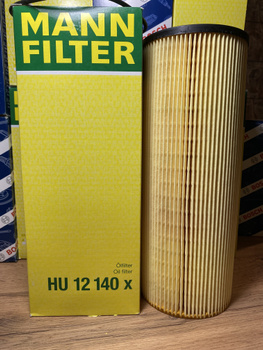 MANN
FILTER
Ölfilter
Oil filter
HU 12 140 x